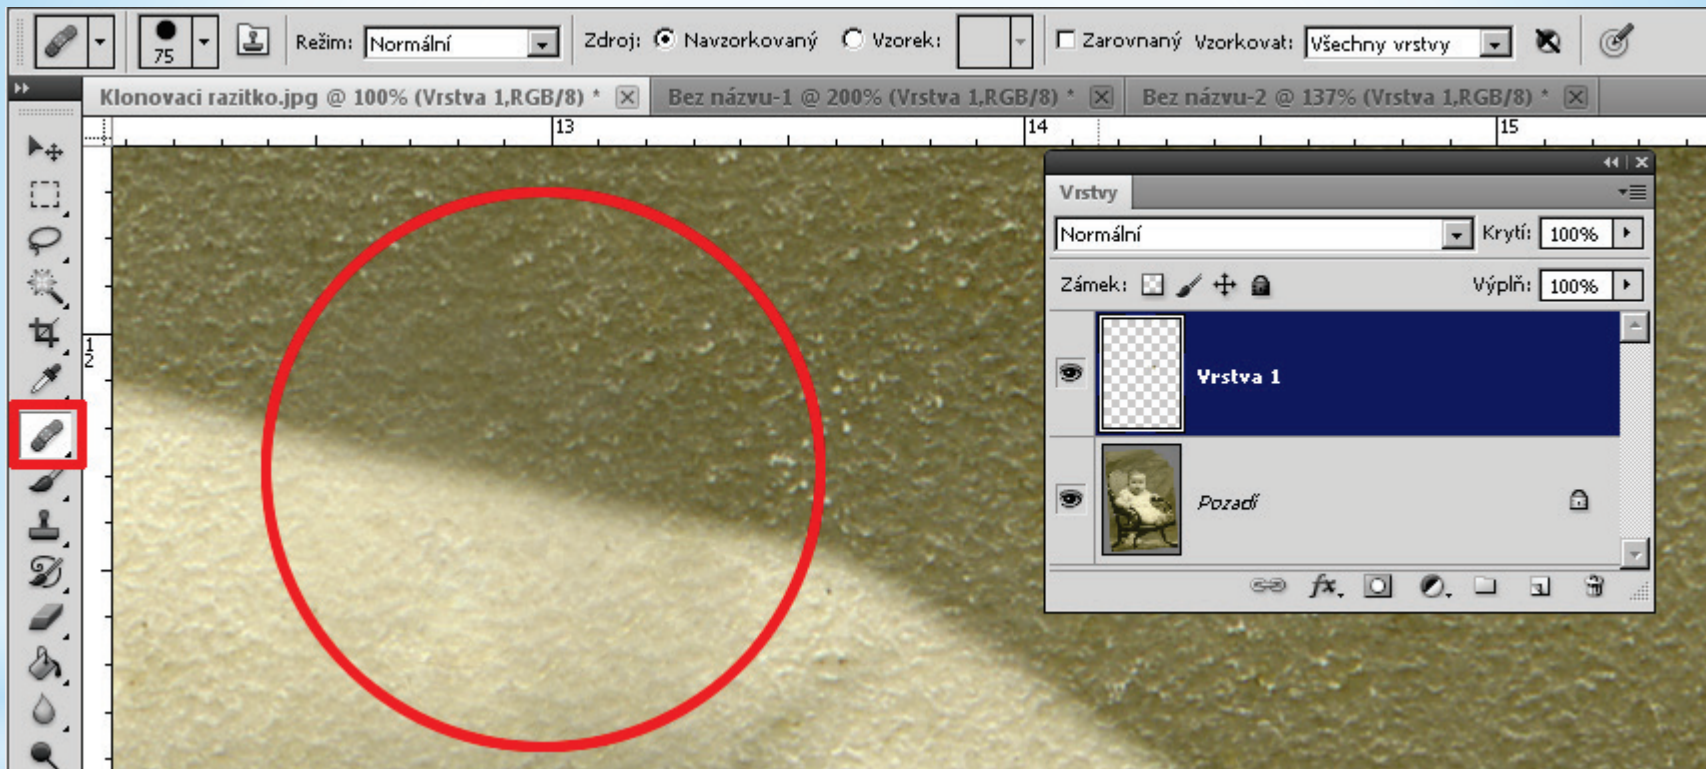 75
Režim: Normální
Zdroj: Navzorkovaný Vzorek:
Zarovnaný Vzorkovat: Všechny vrstvy
Klonovaci razitko.jpg @ 100% (Vrstva 1,RGB/8) *
Bez názvu-1 @ 200% (Vrstva 1,RGB/8) *
Bez názvu-2 @ 137% (Vrstva 1,RGB/8) *
13
14
15
1
2
Vrstvy
Normální
Krytí: 100%
Zámek:
Výplň: 100%
Vrstva 1
Pozadí
fx.